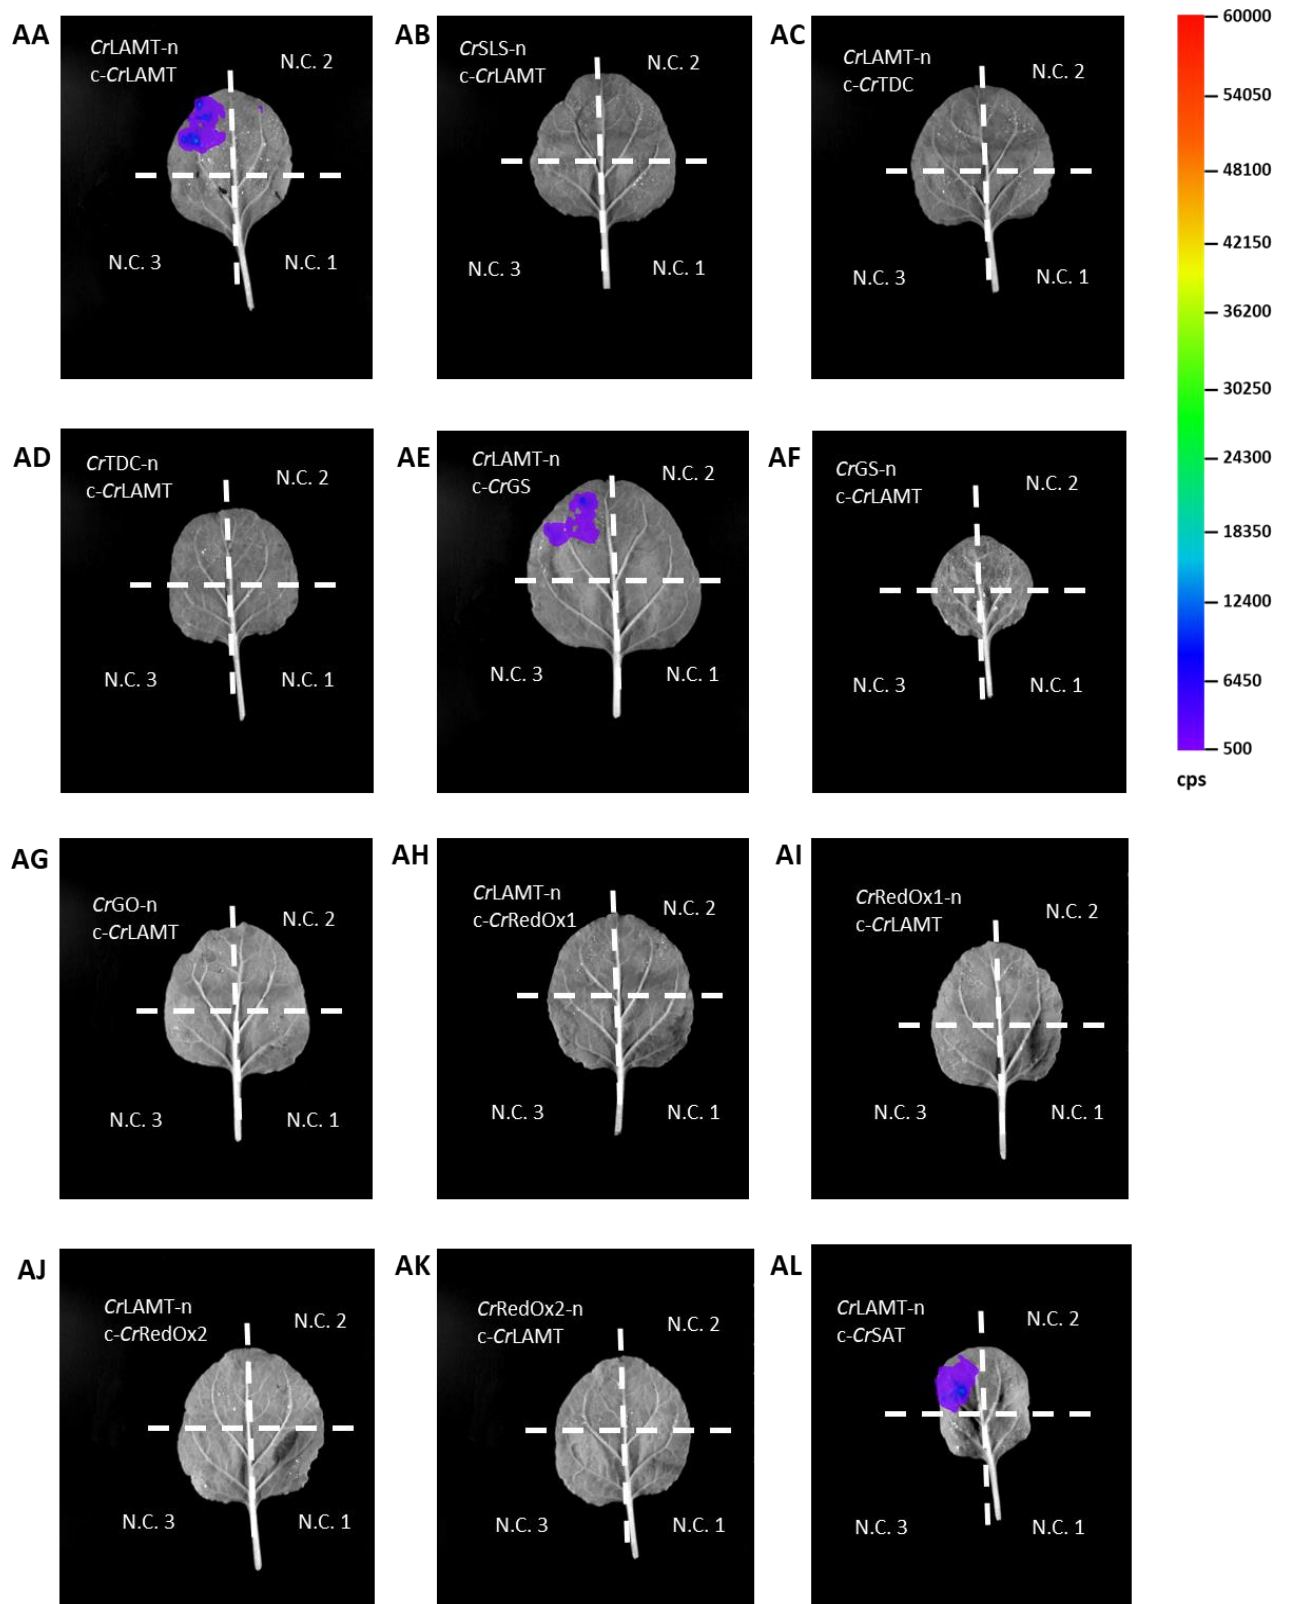 AA
CrLAMT-n
c-CrLAMT
N.C. 2
N.C. 3
N.C. 1
AB
CrSLS-n
c-CrLAMT
N.C. 2
N.C. 3
N.C. 1
AC
CrLAMT-n
c-CrTDC
N.C. 2
N.C. 3
N.C. 1
60000
54050
48100
42150
36200
30250
24300
18350
12400
6450
500
cps
AD
CrTDC-n
c-CrLAMT
N.C. 2
N.C. 3
N.C. 1
AE
CrLAMT-n
c-CrGS
N.C. 2
N.C. 3
N.C. 1
AF
CrGS-n
c-CrLAMT
N.C. 2
N.C. 3
N.C. 1
AG
CrGO-n
c-CrLAMT
N.C. 2
N.C. 3
N.C. 1
AH
CrLAMT-n
c-CrRedOx1
N.C. 2
N.C. 3
N.C. 1
AI
CrRedOx1-n
c-CrLAMT
N.C. 2
N.C. 3
N.C. 1
AJ
CrLAMT-n
c-CrRedOx2
N.C. 2
N.C. 3
N.C. 1
AK
CrRedOx2-n
c-CrLAMT
N.C. 2
N.C. 3
N.C. 1
AL
CrLAMT-n
c-CrSAT
N.C. 2
N.C. 3
N.C. 1